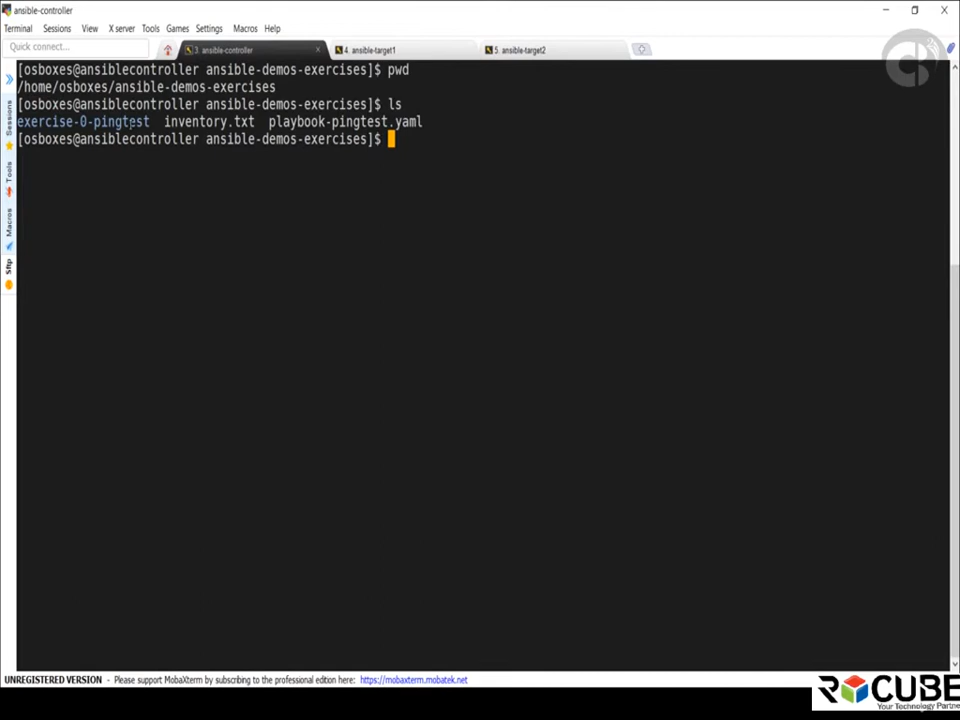 ansible-controller
Terminal Sessions View X server Tools Games Settings Macros Help
Quick connect...
3. ansible-controller
4. ansible-target1
5. ansible-target2
[osboxes@ansiblecontroller ansible-demos-exercises]$ pwd
/home/osboxes/ansible-demos-exercises
[osboxes@ansiblecontroller ansible-demos-exercises]$ ls
exercise-0-pingtest inventory.txt playbook-pingtest.yaml
[osboxes@ansiblecontroller ansible-demos-exercises]$
Sessions
Tools
Macros
Sftp
UNREGISTERED VERSION - Please support MobaXterm by subscribing to the professional edition here: https://mobaxterm.mobatek.net
ROCUBE
Your Technology Partne